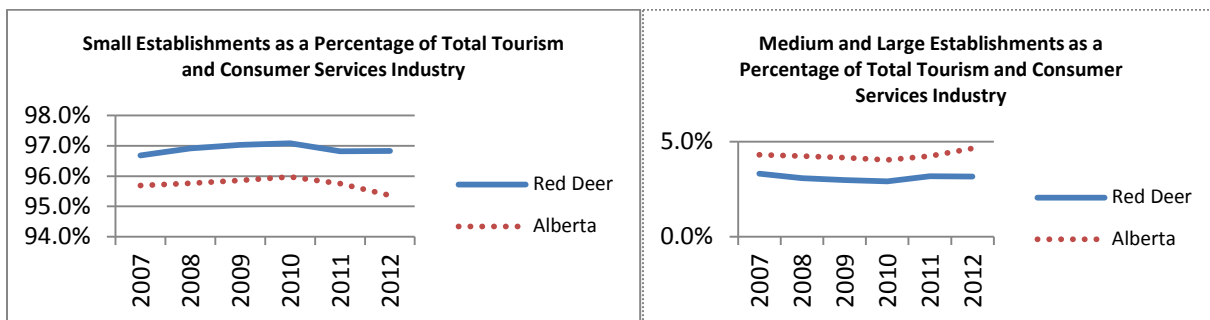 Small Establishments as a Percentage of Total Tourism
and Consumer Services Industry
98.0%
97.0%
96.0%
95.0%
94.0%
2007
2008
2009
2010
2011
2012
Red Deer
Alberta
Medium and Large Establishments as a
Percentage of Total Tourism and Consumer
Services Industry
5.0%
0.0%
2007
2008
2009
2010
2011
2012
Red Deer
Alberta